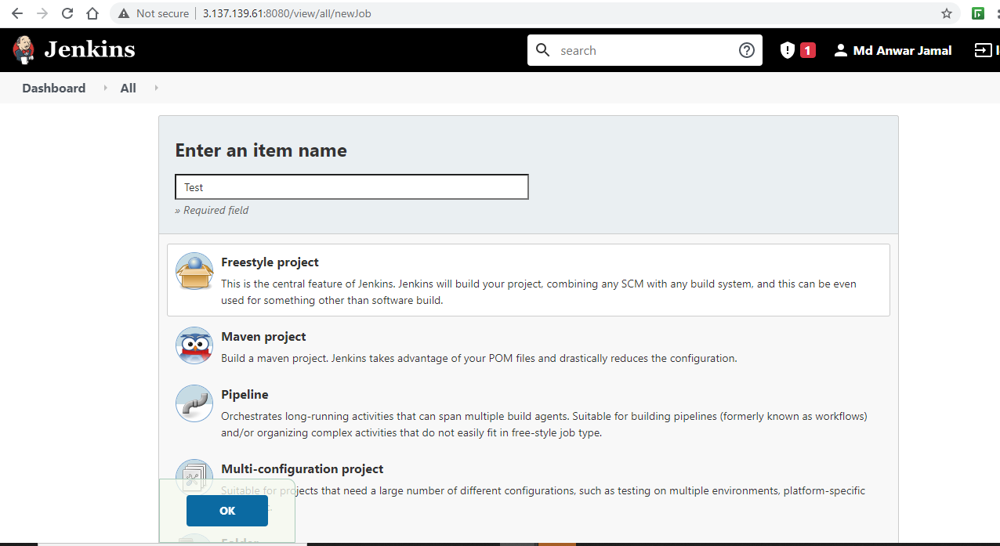 Not secure | 3.137.139.61:8080/view/all/newJob
Jenkins
search
1
Md Anwar Jamal
Dashboard
All
Enter an item name
Test
» Required field
Freestyle project
This is the central feature of Jenkins. Jenkins will build your project, combining any SCM with any build system, and this can be even
used for something other than software build.
Maven project
Build a maven project. Jenkins takes advantage of your POM files and drastically reduces the configuration.
Pipeline
Orchestrates long-running activities that can span multiple build agents. Suitable for building pipelines (formerly known as workflows)
and/or organizing complex activities that do not easily fit in free-style job type.
Multi-configuration project
Suitable for projects that need a large number of different configurations, such as testing on multiple environments, platform-specific
OK
Folder